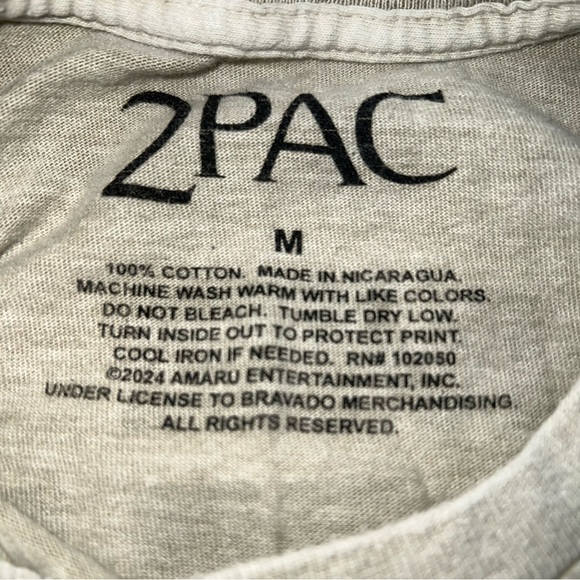 2PAC
M
100% COTTON. MADE IN NICARAGUA.
MACHINE WASH WARM WITH LIKE COLORS.
DO NOT BLEACH. TUMBLE DRY LOW.
TURN INSIDE OUT TO PROTECT PRINT.
COOL IRON IF NEEDED. RN# 102050
©2024 AMARU ENTERTAINMENT, INC.
UNDER LICENSE TO BRAVADO MERCHANDISING.
ALL RIGHTS RESERVED.